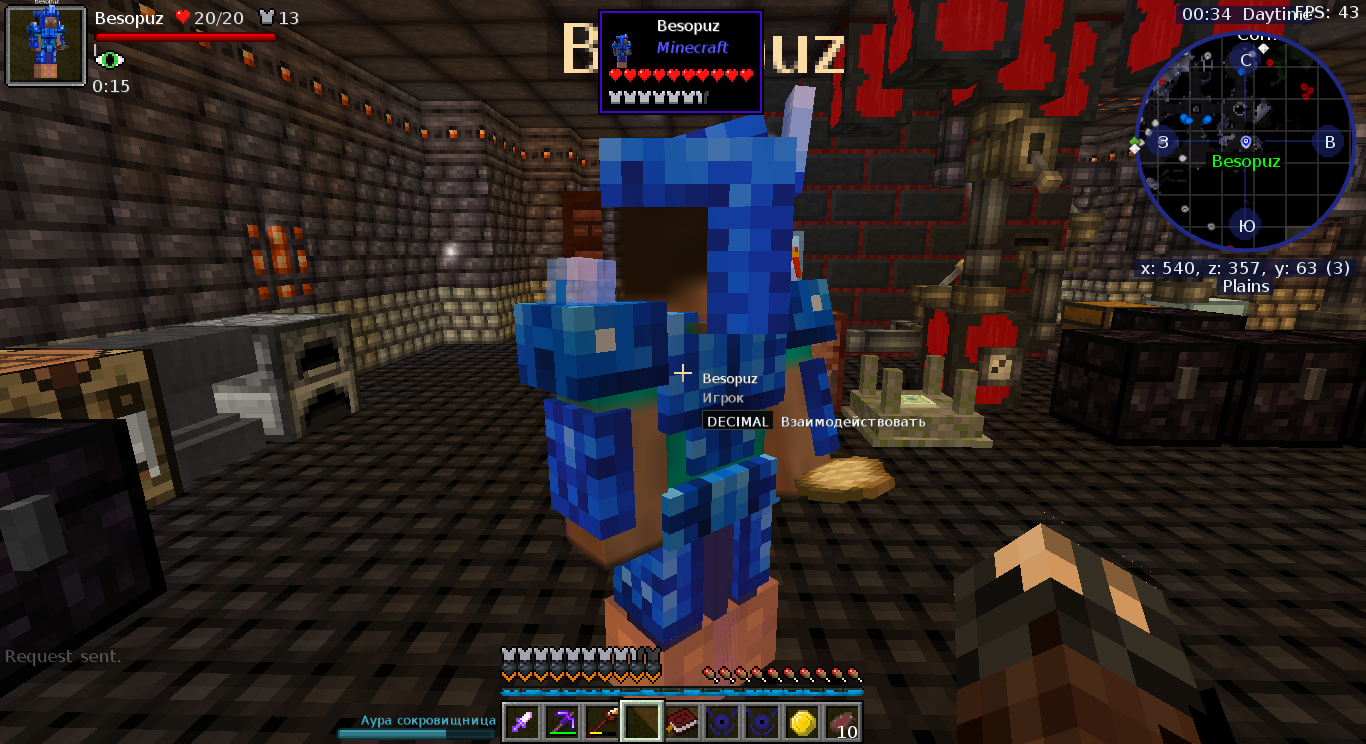 Besopuz
Besopuz 20/20 13
0:15
Besopuz
Minecraft
00:34 Daytime
FPS: 43
С
З
В
Besopuz
Ю
x: 540, z: 357, y: 63 (3)
Plains
Besopuz
Игрок
DECIMAL Взаимодействовать
Request sent.
Аура сокровищница
10